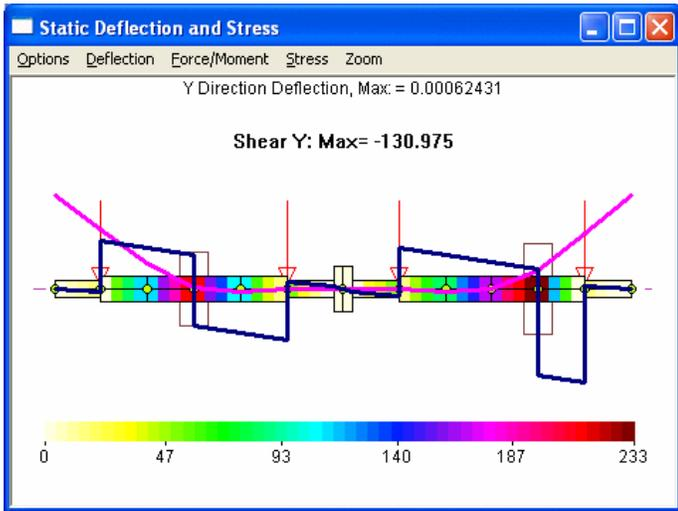 Static Deflection and Stress
Options Deflection Force/Moment Stress Zoom
Y Direction Deflection, Max: = 0.00062431
Shear Y: Max= -130.975
0 47 93 140 187 233